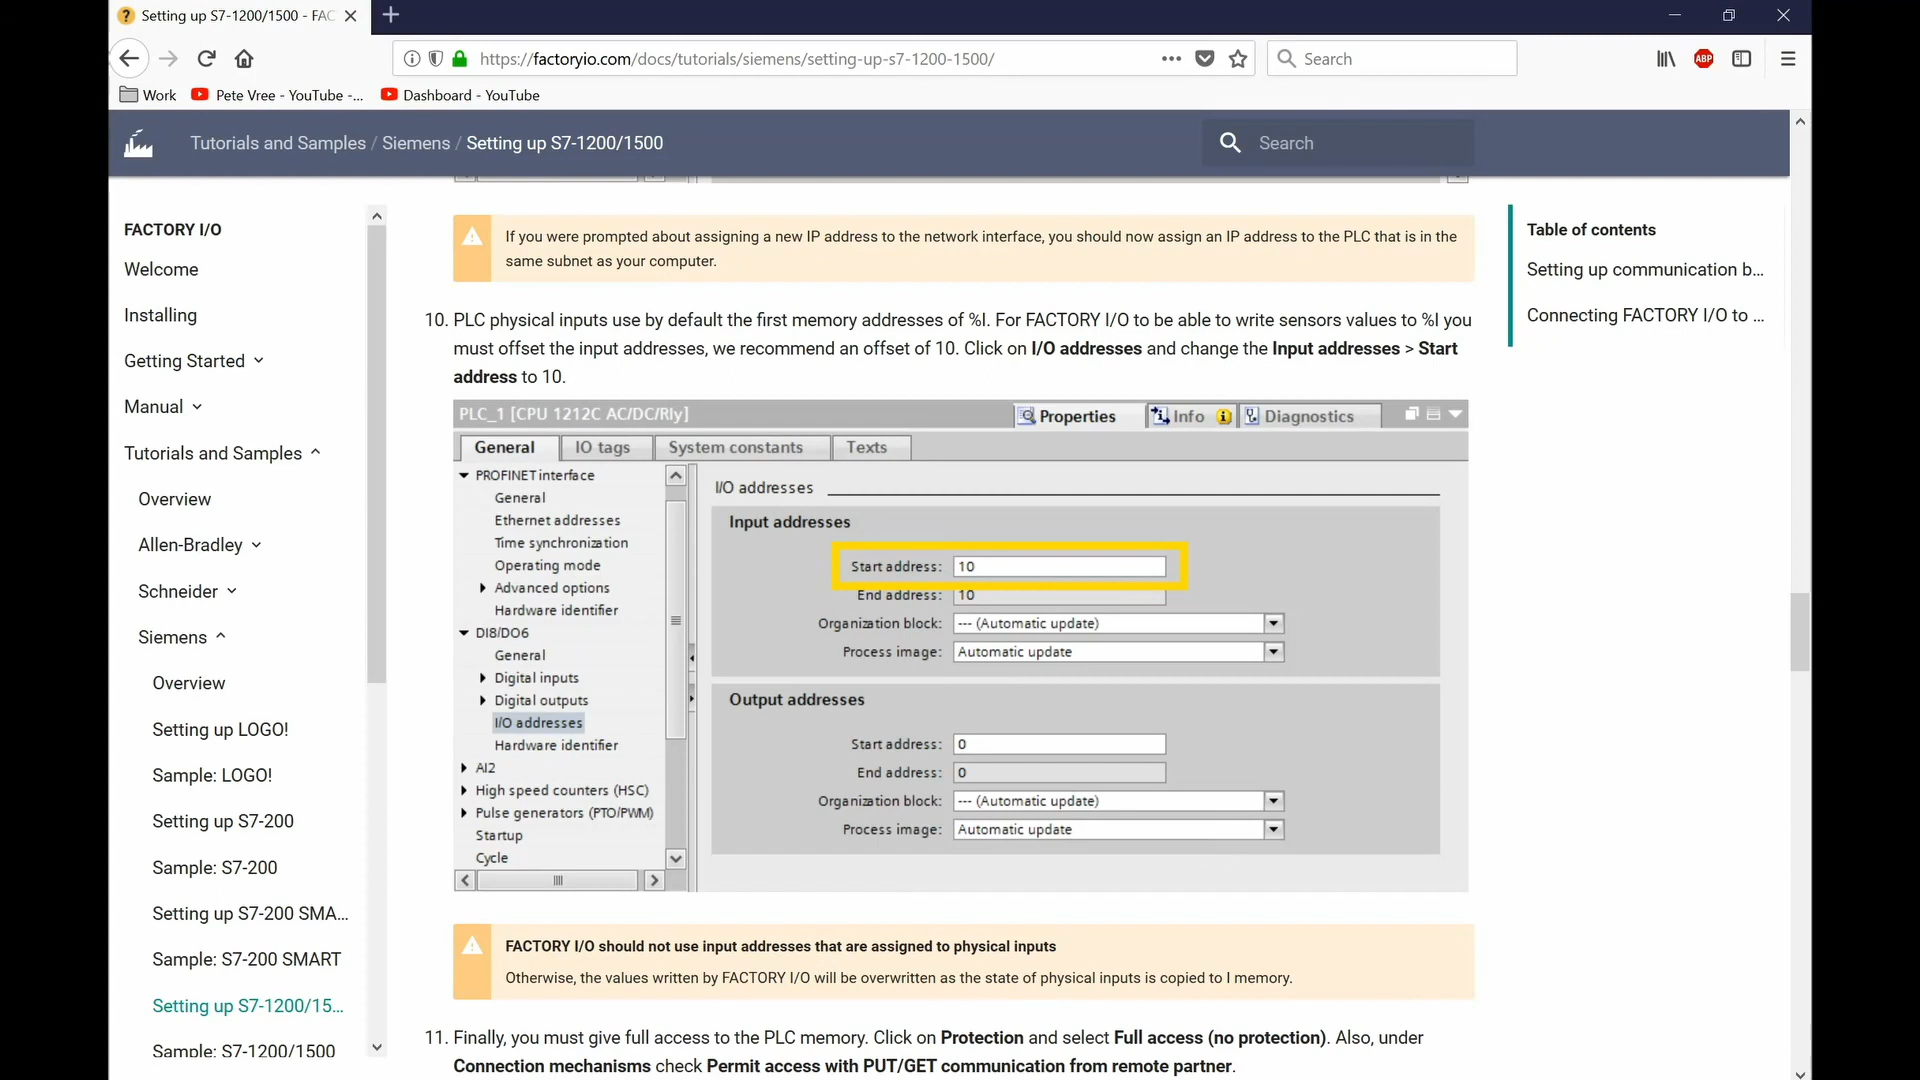 Setting up S7-1200/1500 - FAC
https://factoryio.com/docs/tutorials/siemens/setting-up-s7-1200-1500/
Search
ABP
Work
Pete Vree - YouTube -...
Dashboard - YouTube
Tutorials and Samples / Siemens / Setting up S7-1200/1500
Search
FACTORY I/O
Welcome
Installing
Getting Started
Manual
Tutorials and Samples
Overview
Allen-Bradley
Schneider
Siemens
Overview
Setting up LOGO!
Sample: LOGO!
Setting up S7-200
Sample: S7-200
Setting up S7-200 SMA...
Sample: S7-200 SMART
Setting up S7-1200/15...
Sample: S7-1200/1500
If you were prompted about assigning a new IP address to the network interface, you should now assign an IP address to the PLC that is in the
same subnet as your computer.
10. PLC physical inputs use by default the first memory addresses of %I. For FACTORY I/O to be able to write sensors values to %I you
must offset the input addresses, we recommend an offset of 10. Click on I/O addresses and change the Input addresses > Start
address to 10.
PLC_1 [CPU 1212C AC/DC/Rly]
Properties
Info
Diagnostics
General
IO tags
System constants
Texts
PROFINET interface
General
Ethernet addresses
Time synchronization
Operating mode
Advanced options
Hardware identifier
DI8/DO6
General
Digital inputs
Digital outputs
I/O addresses
Hardware identifier
AI2
High speed counters (HSC)
Pulse generators (PTO/PWM)
Startup
Cycle
I/O addresses
Input addresses
Start address: 10
End address: 10
Organization block: --- (Automatic update)
Process image: Automatic update
Output addresses
Start address: 0
End address: 0
Organization block: --- (Automatic update)
Process image: Automatic update
FACTORY I/O should not use input addresses that are assigned to physical inputs
Otherwise, the values written by FACTORY I/O will be overwritten as the state of physical inputs is copied to I memory.
11. Finally, you must give full access to the PLC memory. Click on Protection and select Full access (no protection). Also, under
Connection mechanisms check Permit access with PUT/GET communication from remote partner.
Table of contents
Setting up communication b...
Connecting FACTORY I/O to ...